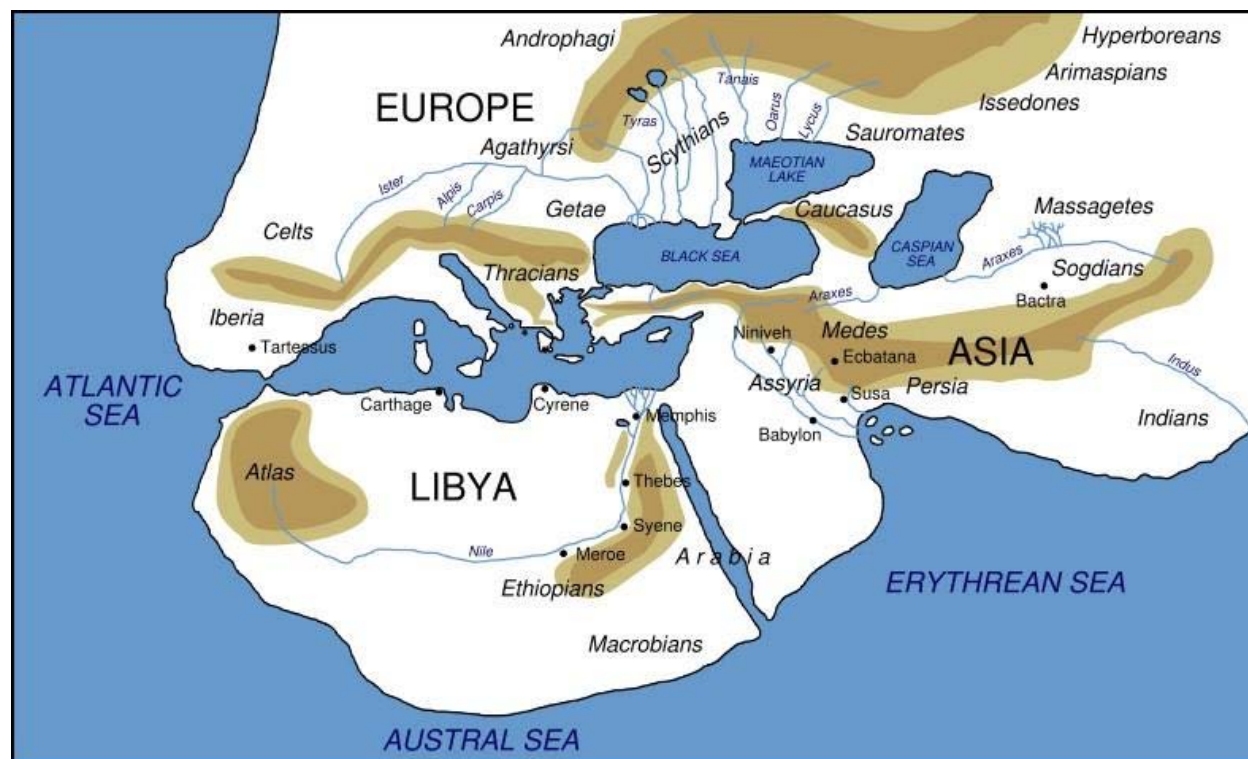 Androphagi
Hyperboreans
Arimaspians
Issedones
EUROPE
Tanais
Oarus
Lycus
Tyras
Scythians
Sauromates
Agathyrsi
MAEOTIAN
LAKE
Ister
Alpis
Carpis
Getae
Caucasus
Massagetes
Celts
BLACK SEA
CASPIAN
SEA
Araxes
Sogdians
Thracians
Bactra
Araxes
Iberia
Tartessus
Niniveh
Medes
Ecbatana
ASIA
Indus
ATLANTIC
SEA
Carthage
Cyrene
Memphis
Assyria
Susa
Persia
Babylon
Indians
Atlas
LIBYA
Thebes
Syene
Nile
Meroe
Arabia
Ethiopians
ERYTHREAN SEA
Macrobians
AUSTRAL SEA